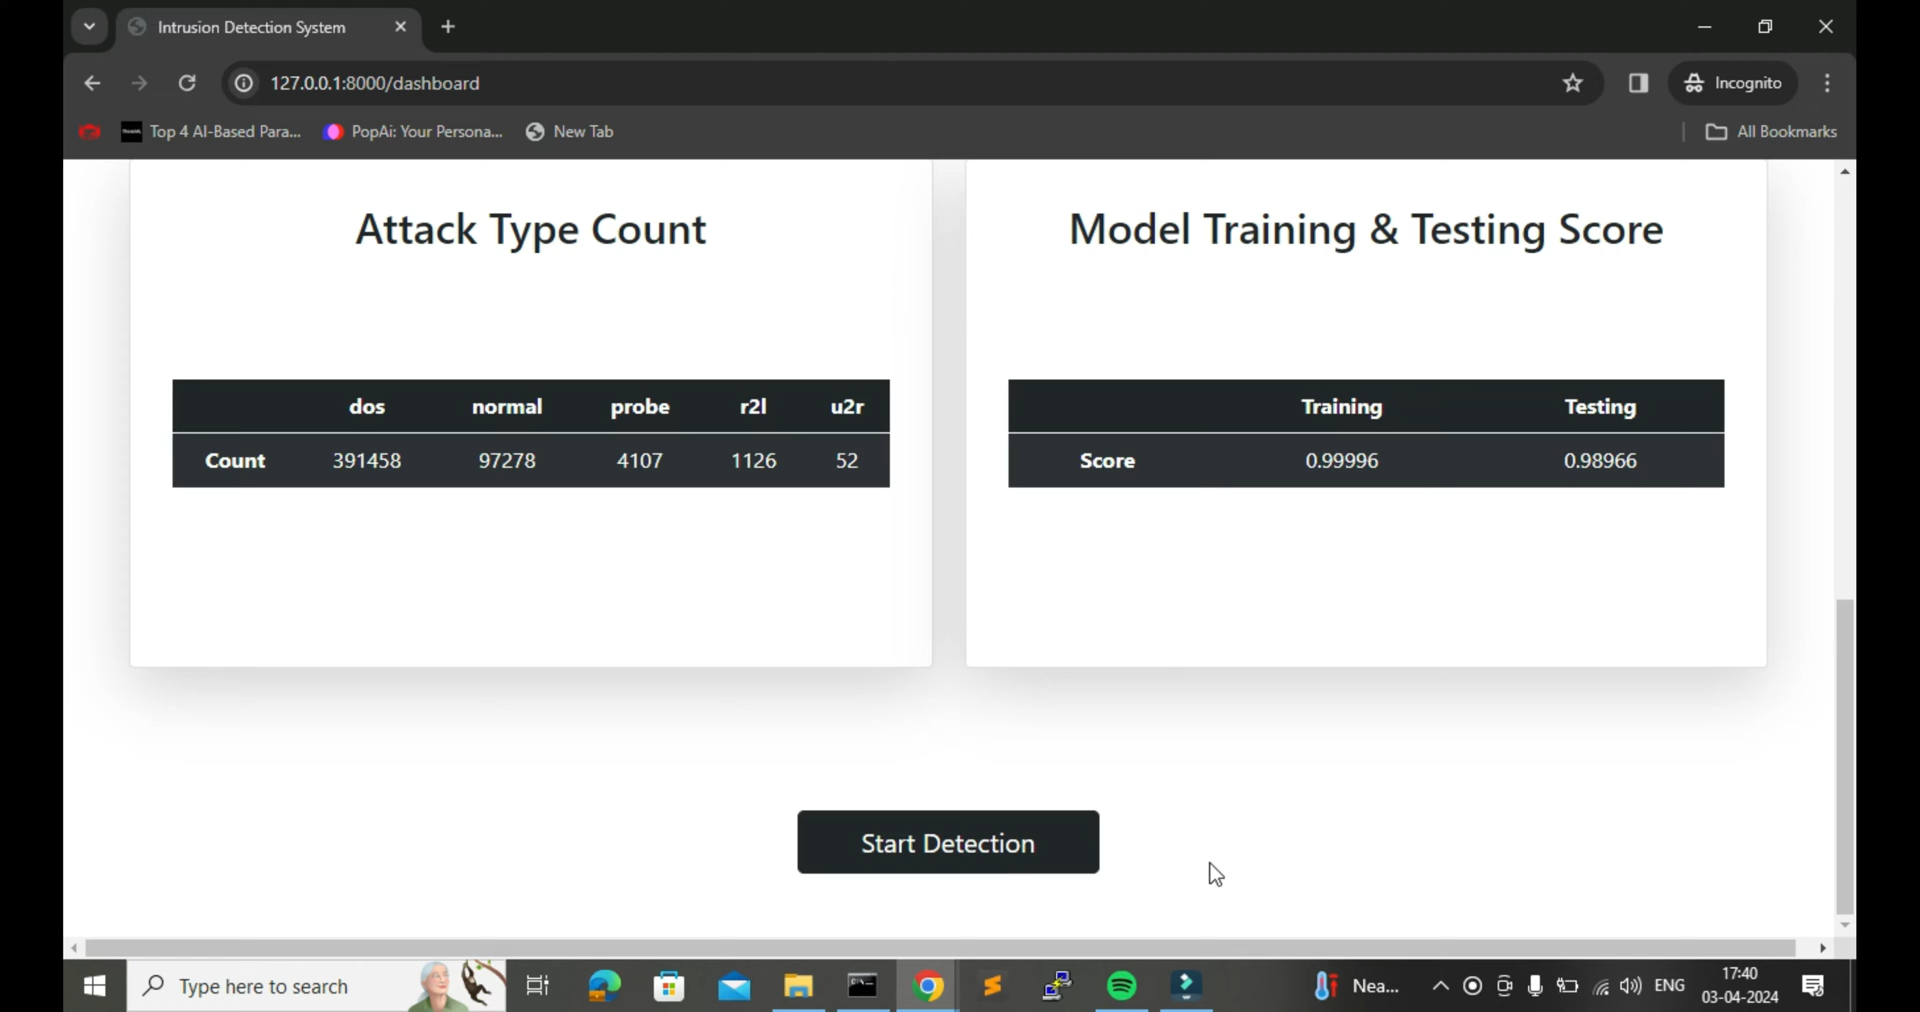 Intrusion Detection System
127.0.0.1:8000/dashboard
Incognito
Top 4 AI-Based Para...
PopAi: Your Persona...
New Tab
All Bookmarks
Attack Type Count
dos normal probe r2l u2r
Count 391458 97278 4107 1126 52
Model Training & Testing Score
Training Testing
Score 0.99996 0.98966
Start Detection
Type here to search
Nea...
ENG
17:40
03-04-2024